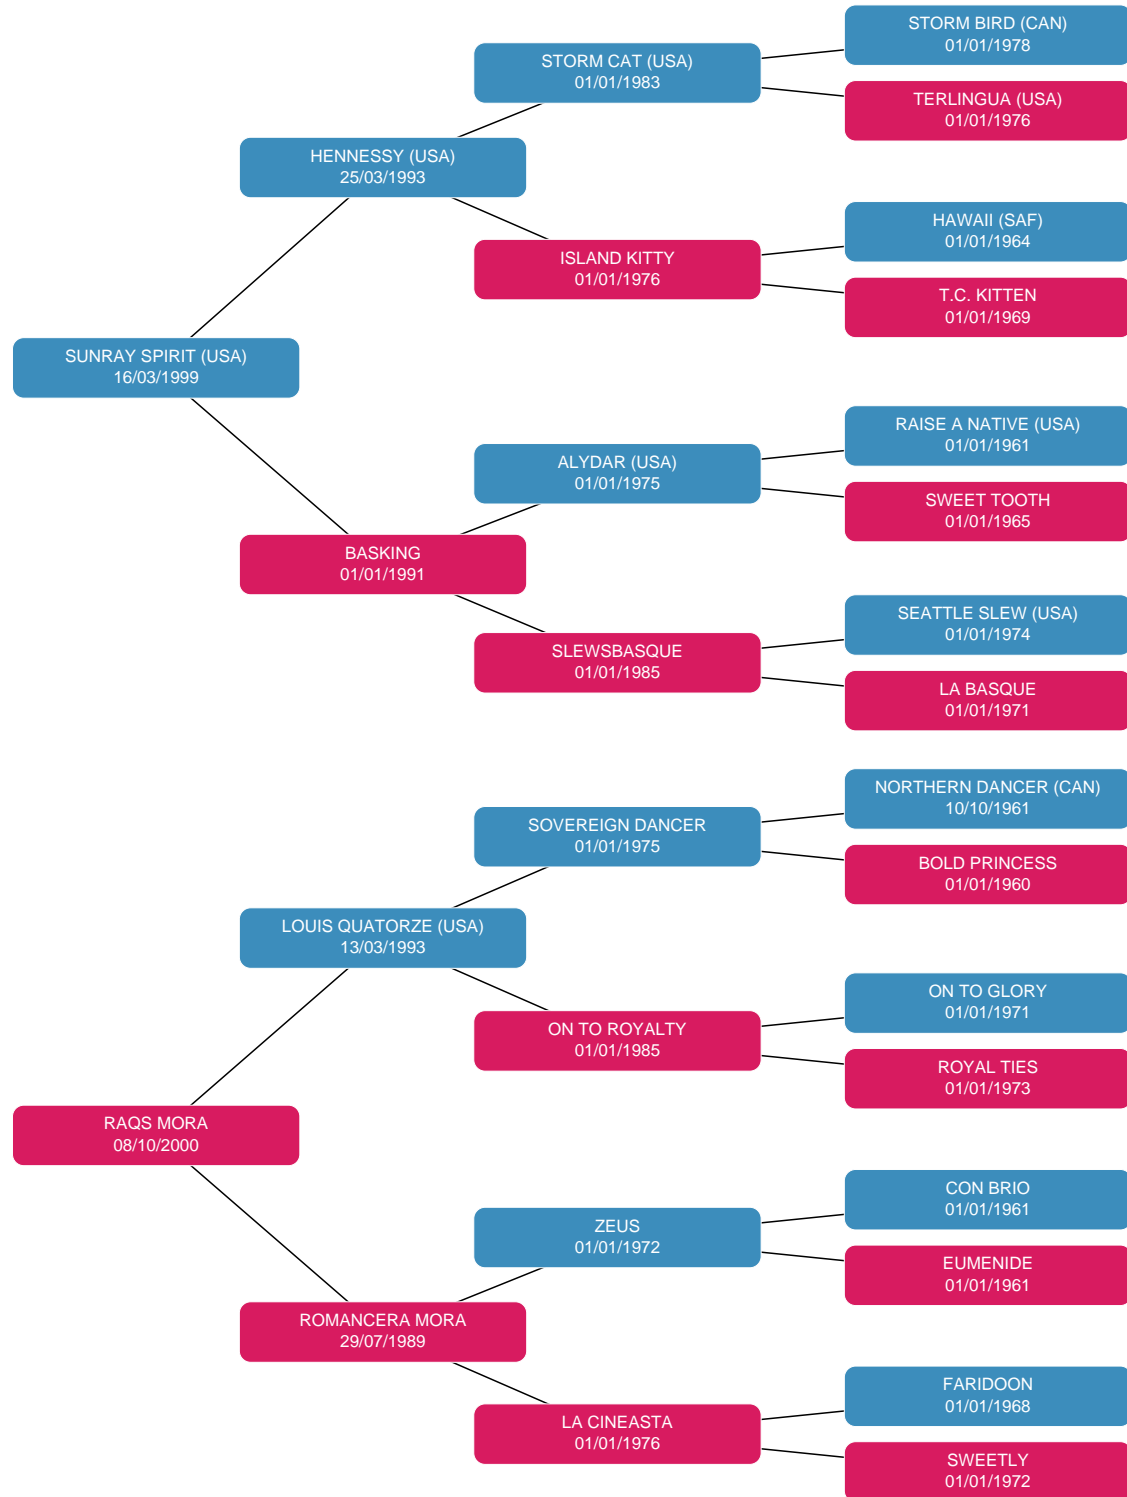 STORM BIRD (CAN)
01/01/1978
STORM CAT (USA)
01/01/1983
TERLINGUA (USA)
01/01/1976
HENNESSY (USA)
25/03/1993
HAWAII (SAF)
01/01/1964
ISLAND KITTY
01/01/1976
T.C. KITTEN
01/01/1969
SUNRAY SPIRIT (USA)
16/03/1999
RAISE A NATIVE (USA)
01/01/1961
ALYDAR (USA)
01/01/1975
SWEET TOOTH
01/01/1965
BASKING
01/01/1991
SEATTLE SLEW (USA)
01/01/1974
SLEWSBASQUE
01/01/1985
LA BASQUE
01/01/1971
NORTHERN DANCER (CAN)
10/10/1961
SOVEREIGN DANCER
01/01/1975
BOLD PRINCESS
01/01/1960
LOUIS QUATORZE (USA)
13/03/1993
ON TO GLORY
01/01/1971
ON TO ROYALTY
01/01/1985
ROYAL TIES
01/01/1973
RAQS MORA
08/10/2000
CON BRIO
01/01/1961
ZEUS
01/01/1972
EUMENIDE
01/01/1961
ROMANCERA MORA
29/07/1989
FARIDOON
01/01/1968
LA CINEASTA
01/01/1976
SWEETLY
01/01/1972